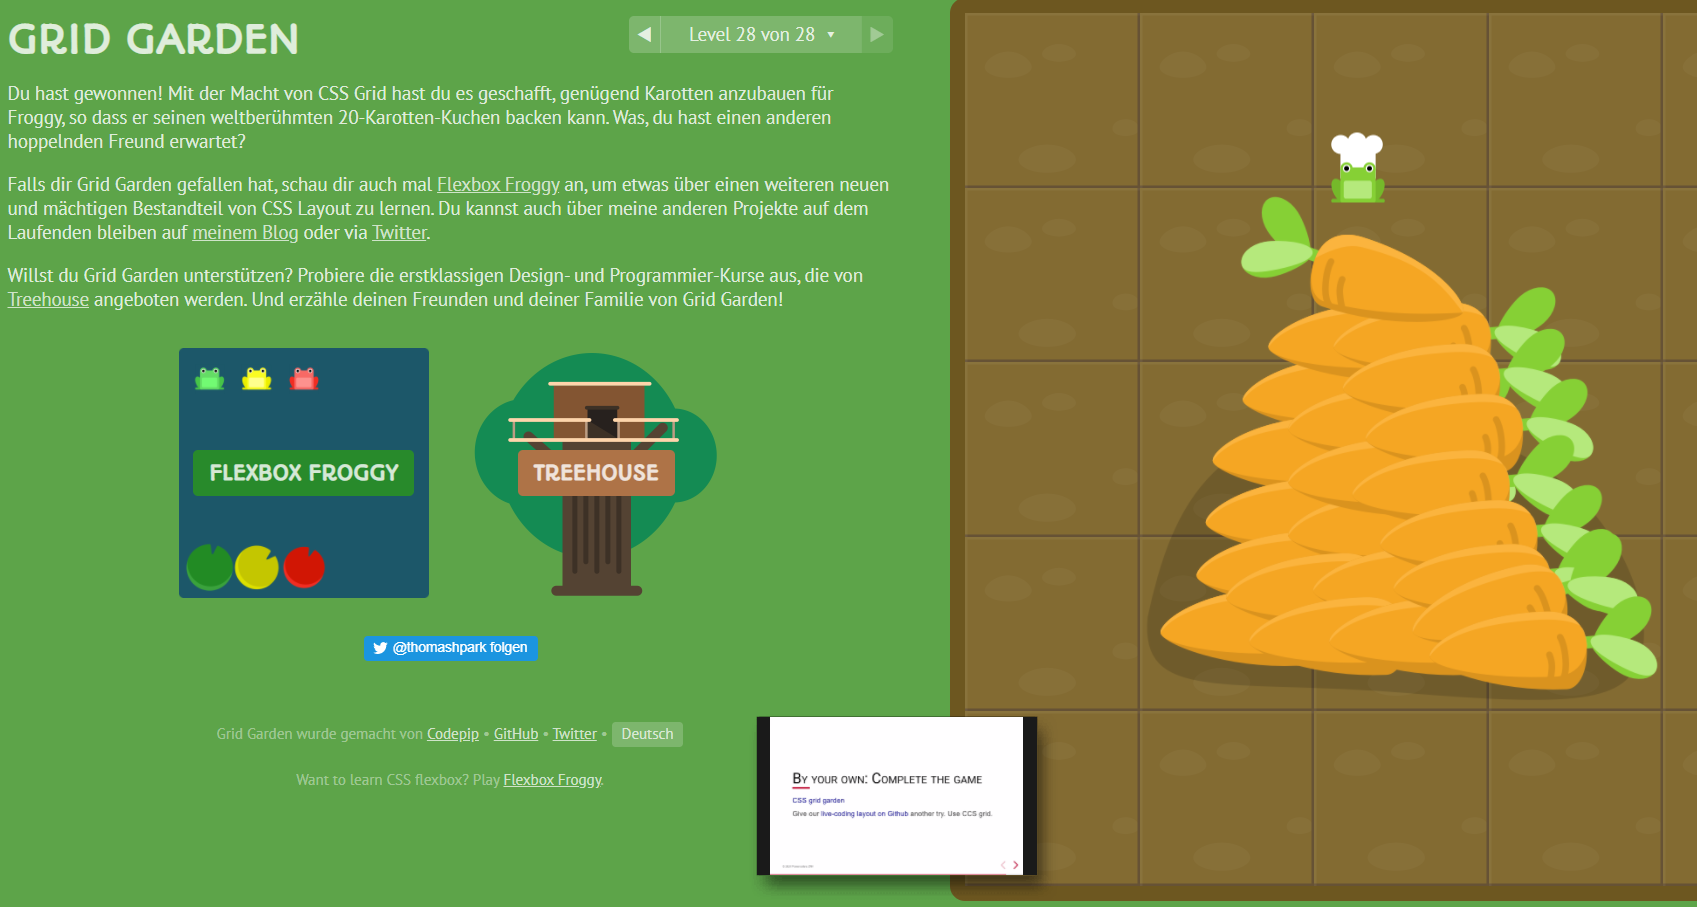 GRID GARDEN
Level 28 von 28
Du hast gewonnen! Mit der Macht von CSS Grid hast du es geschafft, genügend Karotten anzubauen für
Froggy, so dass er seinen weltberühmten 20-Karotten-Kuchen backen kann. Was, du hast einen anderen
hoppelnden Freund erwartet?
Falls dir Grid Garden gefallen hat, schau dir auch mal Flexbox Froggy an, um etwas über einen weiteren neuen
und mächtigen Bestandteil von CSS Layout zu lernen. Du kannst auch über meine anderen Projekte auf dem
Laufenden bleiben auf meinem Blog oder via Twitter.
Willst du Grid Garden unterstützen? Probiere die erstklassigen Design- und Programmier-Kurse aus, die von
Treehouse angeboten werden. Und erzähle deinen Freunden und deiner Familie von Grid Garden!
FLEXBOX FROGGY
TREEHOUSE
@thomashpark folgen
Grid Garden wurde gemacht von Codepip • GitHub • Twitter • Deutsch
Want to learn CSS flexbox? Play Flexbox Froggy.
By your own: Complete the game
CSS grid garden
Give our live-coding layout on Github another try. Use CCS grid.